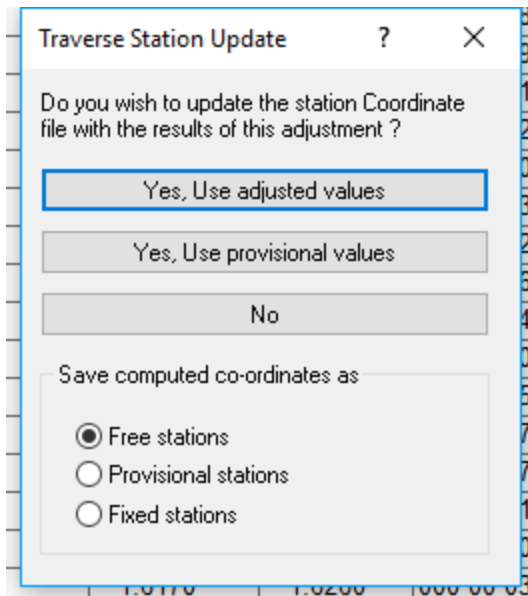 Traverse Station Update ?
Do you wish to update the station Coordinate
file with the results of this adjustment ?
Yes, Use adjusted values
Yes, Use provisional values
No
Save computed co-ordinates as
Free stations
Provisional stations
Fixed stations